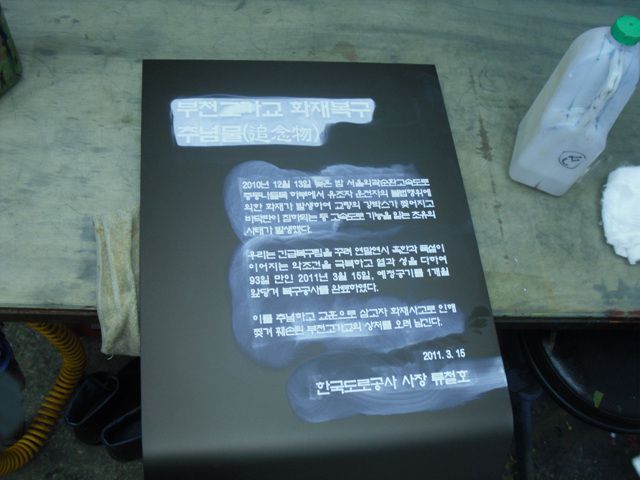 부천고가교 화재복구
추념물(追念物)
2010년 12월 13일 늦은 밤 서울외곽순환고속도로
중동나들목 하부에서 유조차 운전자의 불법행위에
의한 화재가 발생하여 교량의 강박스가 찢어지고
바닥판이 침하되는 등 고속도로 기능을 잃는 초유의
사태가 발생했다.
우리는 긴급복구팀을 꾸려 연말연시 혹한과 폭설이
이어지는 악조건을 극복하고 열과 성을 다하여
93일 만인 2011년 3월 15일, 예정공기를 1개월
앞당겨 복구공사를 완료하였다.
이를 추념하고 교훈으로 삼고자 화재사고로 인해
찢겨 훼손된 부천고가교의 상처를 오려 남긴다.
2011. 3. 15
한국도로공사 사장 류철호